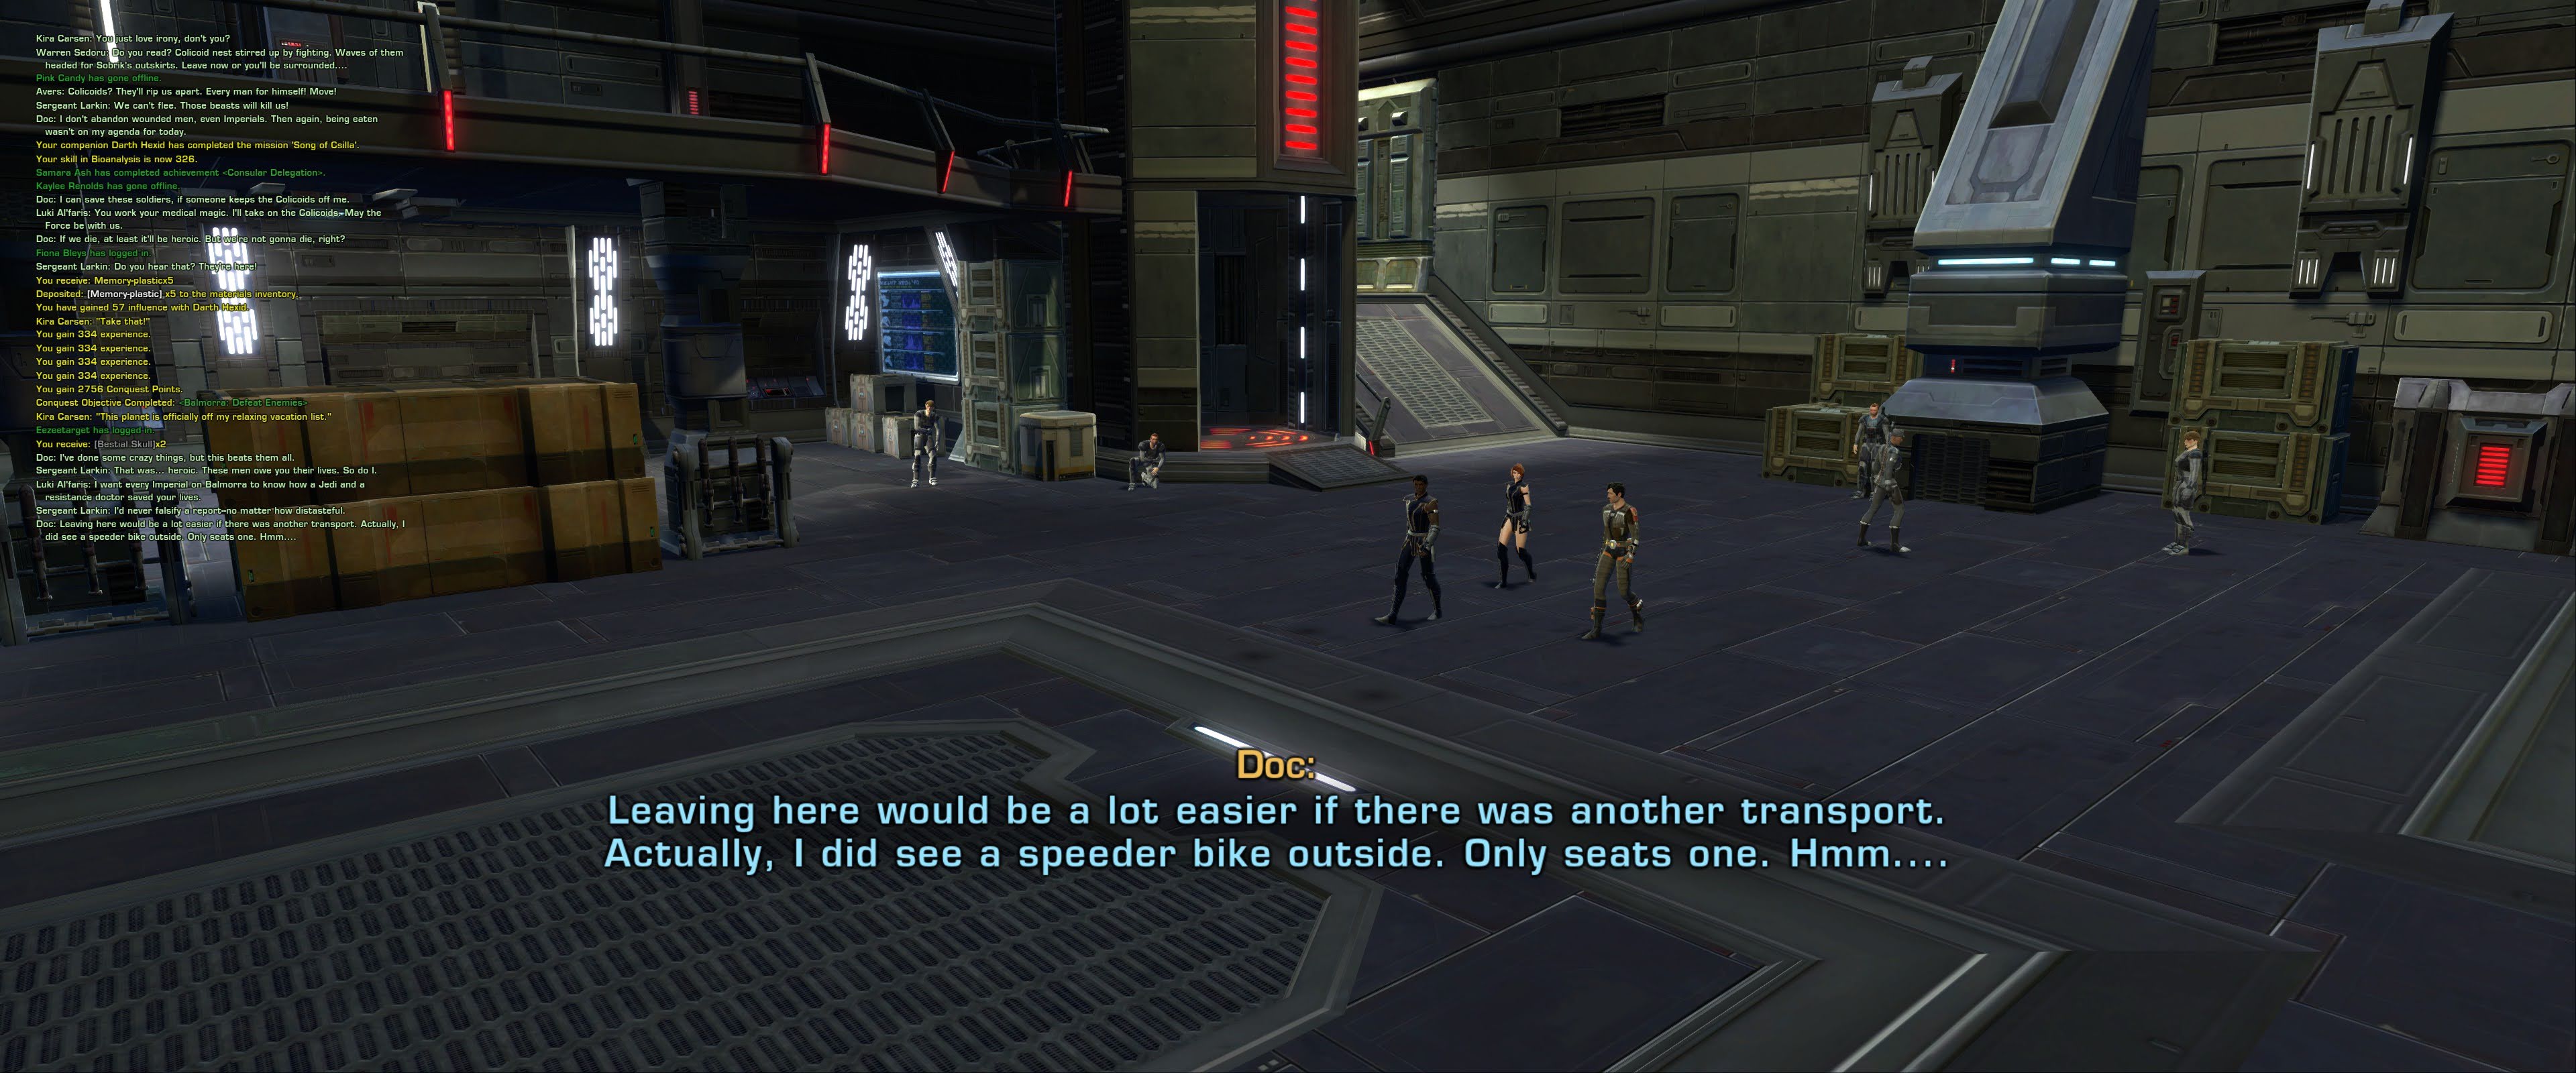 Kira Carsen: You just love irony, don't you?
Warren Sedoru: Do you read? Colicoid nest stirred up by fighting. Waves of them
headed for Sobrik's outskirts. Leave now or you'll be surrounded....
Pink Candy has gone offline.
Avers: Colicoids? They'll rip us apart. Every man for himself! Move!
Sergeant Larkin: We can't flee. Those beasts will kill us!
Doc: I don't abandon wounded men, even Imperials. Then again, being eaten
wasn't on my agenda for today.
Your companion Darth Hexid has completed the mission 'Song of Csilla'.
Your skill in Bioanalysis is now 326.
Samara Ash has completed achievement <Consular Delegation>.
Kaylee Renolds has gone offline.
Doc: I can save these soldiers, if someone keeps the Colicoids off me.
Luki Al'faris: You work your medical magic. I'll take on the Colicoids. May the
Force be with us.
Doc: If we die, at least it'll be heroic. But we're not gonna die, right?
Fiona Bleys has logged in.
Sergeant Larkin: Do you hear that? They're here!
You receive: Memory-plasticx5
Deposited: [Memory-plastic] x5 to the materials inventory.
You have gained 57 influence with Darth Hexid.
Kira Carsen: "Take that!"
You gain 334 experience.
You gain 334 experience.
You gain 334 experience.
You gain 334 experience.
You gain 2756 Conquest Points.
Conquest Objective Completed: <Balmorra: Defeat Enemies>
Kira Carsen: "This planet is officially off my relaxing vacation list."
Eezeetarget has logged in.
You receive: [Bestial Skull]x2
Doc: I've done some crazy things, but this beats them all.
Sergeant Larkin: That was... heroic. These men owe you their lives. So do I.
Luki Al'faris: I want every Imperial on Balmorra to know how a Jedi and a
resistance doctor saved your lives.
Sergeant Larkin: I'd never falsify a report—no matter how distasteful.
Doc: Leaving here would be a lot easier if there was another transport. Actually, I
did see a speeder bike outside. Only seats one. Hmm....
Doc:
Leaving here would be a lot easier if there was another transport.
Actually, I did see a speeder bike outside. Only seats one. Hmm....